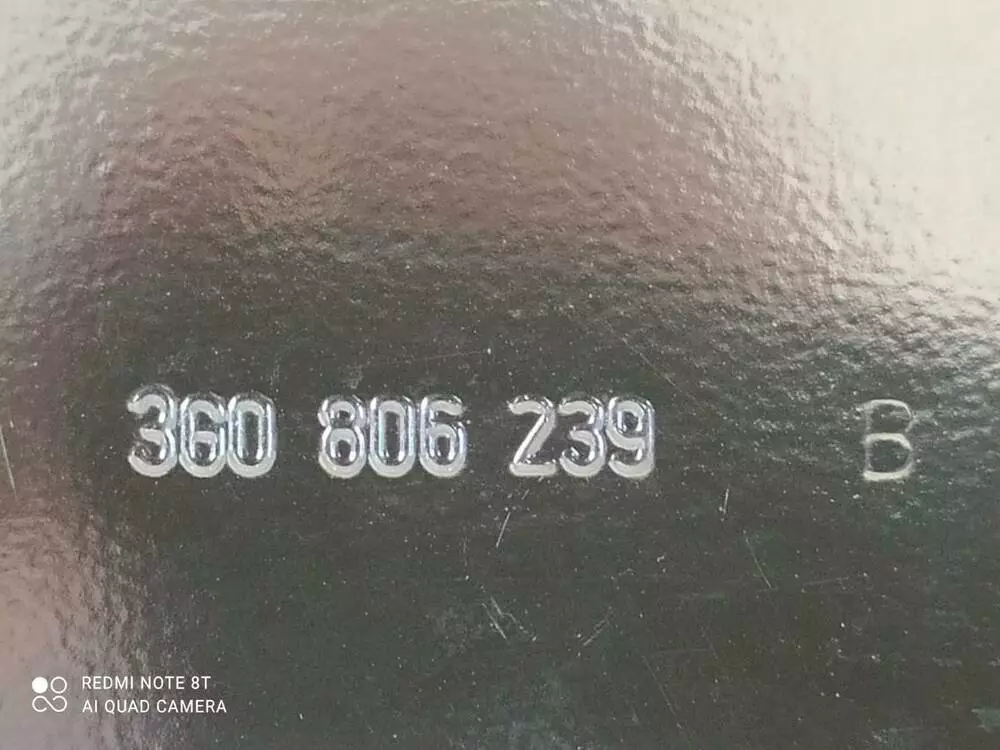 3G0 806 239 B
REDMI NOTE 8T
AI QUAD CAMERA